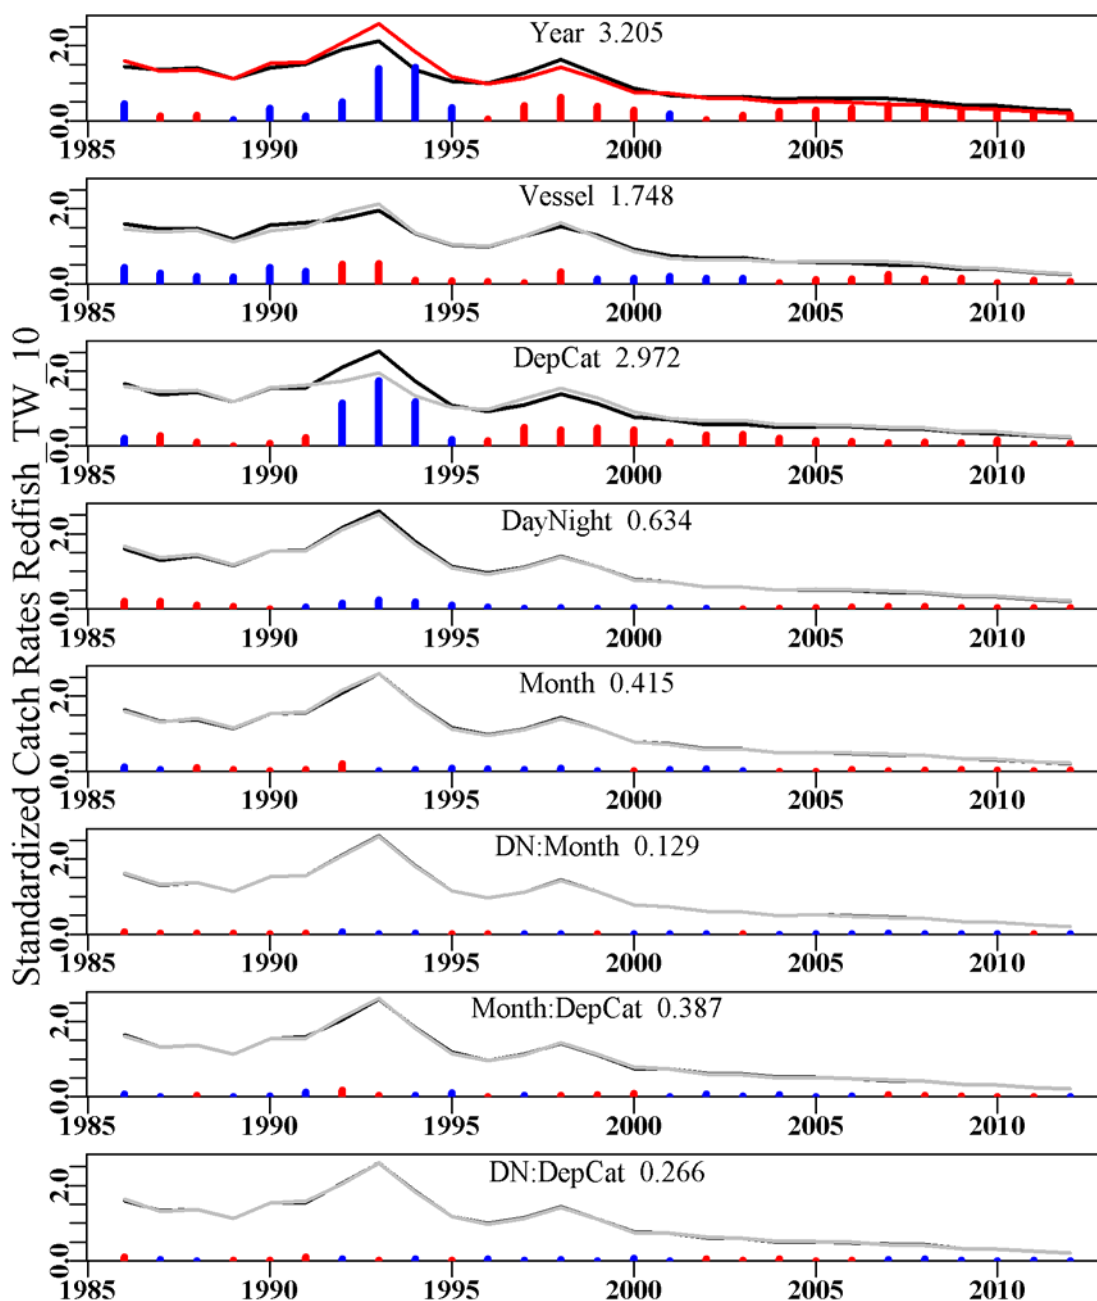 Standardized Catch Rates Redfish_TW_10
Year 3.205
0.0 2.0
1985 1990 1995 2000 2005 2010
Vessel 1.748
0.0 2.0
1985 1990 1995 2000 2005 2010
DepCat 2.972
0.0 2.0
1985 1990 1995 2000 2005 2010
DayNight 0.634
0.0 2.0
1985 1990 1995 2000 2005 2010
Month 0.415
0.0 2.0
1985 1990 1995 2000 2005 2010
DN:Month 0.129
0.0 2.0
1985 1990 1995 2000 2005 2010
Month:DepCat 0.387
0.0 2.0
1985 1990 1995 2000 2005 2010
DN:DepCat 0.266
0.0 2.0
1985 1990 1995 2000 2005 2010